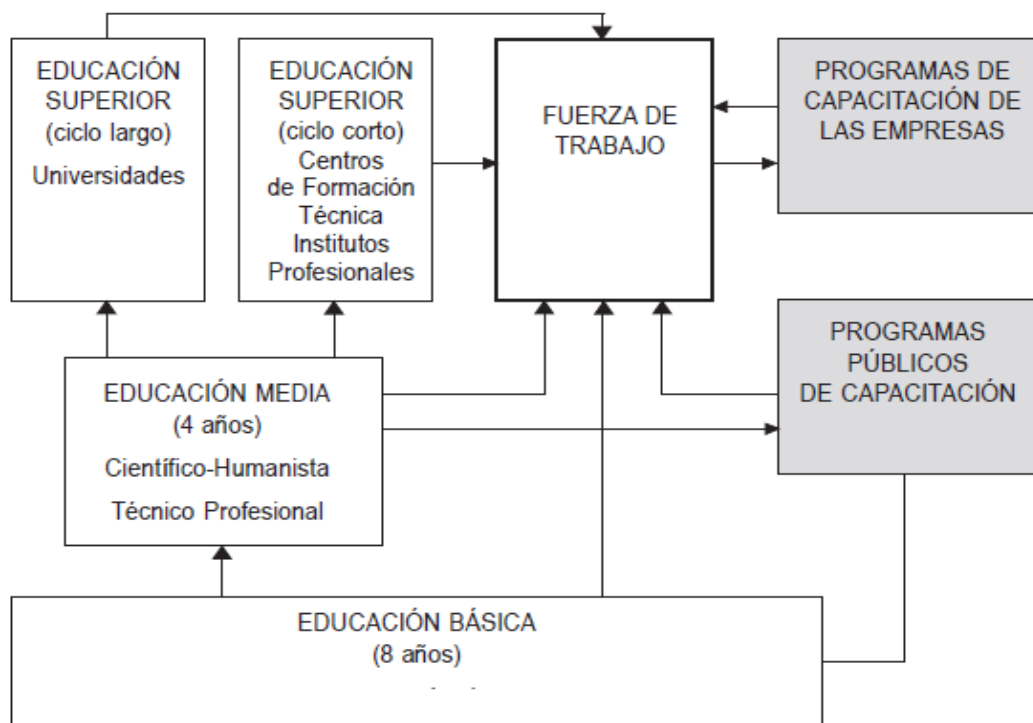 EDUCACIÓN
SUPERIOR
(ciclo largo)
Universidades
EDUCACIÓN
SUPERIOR
(ciclo corto)
Centros
de Formación
Técnica
Institutos
Profesionales
FUERZA DE
TRABAJO
PROGRAMAS DE
CAPACITACIÓN DE
LAS EMPRESAS
PROGRAMAS
PÚBLICOS
DE CAPACITACIÓN
EDUCACIÓN MEDIA
(4 años)
Científico-Humanista
Técnico Profesional
EDUCACIÓN BÁSICA
(8 años)